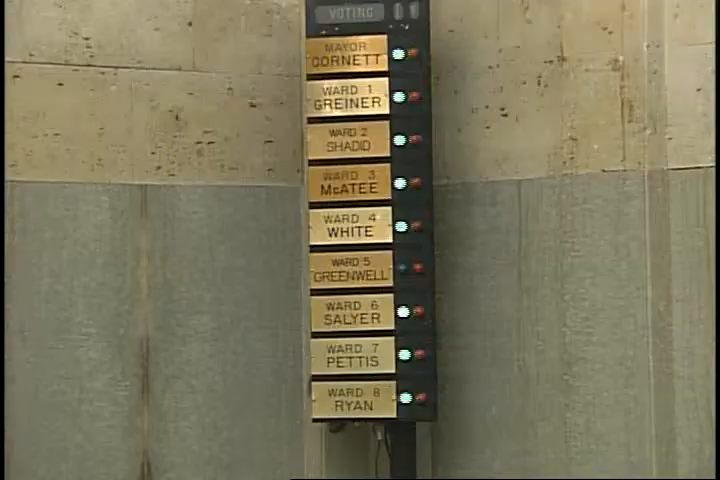 VOTING
MAYOR
CORNETT
WARD 1
GREINER
WARD 2
SHADID
WARD 3
McATEE
WARD 4
WHITE
WARD 5
GREENWELL
WARD 6
SALYER
WARD 7
PETTIS
WARD 8
RYAN